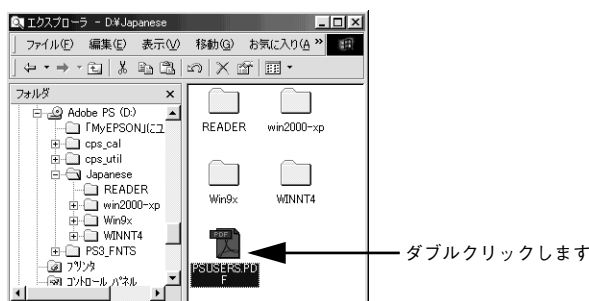 エクスプローラ - D:¥Japanese
ファイル(F) 編集(E) 表示(V) 移動(G) お気に入り(A »
フォルダ ×
Adobe PS (D:)
「MyEPSON」にユ
cps_cal
cps_util
Japanese
READER
win2000-xp
Win9x
WINNT4
PS3_FNTS
プリンタ
コントロール パネル
READER win2000-xp
Win9x WINNT4
PDF
PSUSERS.PD
F
ダブルクリックします